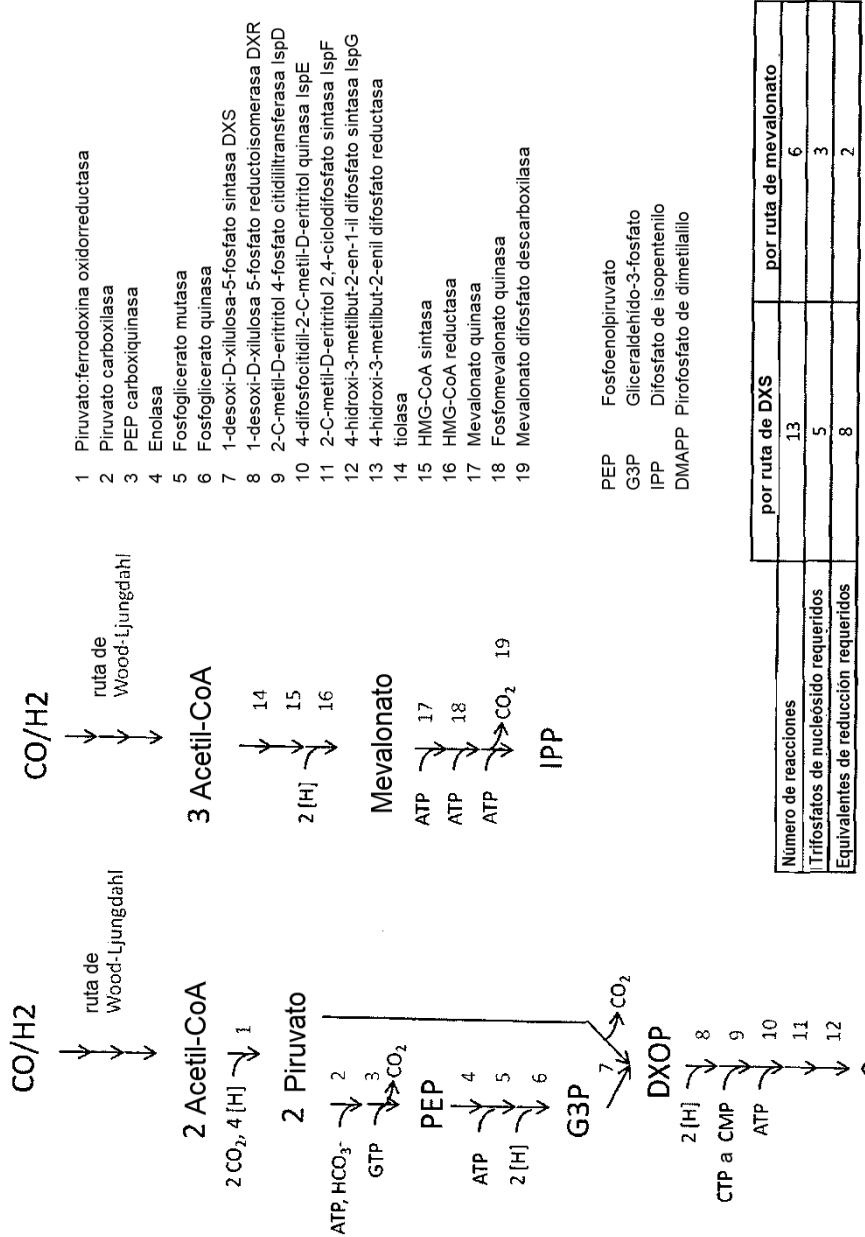 CO/H2
ruta de
Wood-Ljungdahl
2 Acetil-CoA
2 CO₂, 4 [H]
1
2 Piruvato
ATP, HCO₃⁻
2
GTP
3
CO₂
PEP
4
ATP
5
2 [H]
6
G3P
7
CO₂
DXOP
2 [H]
8
CTP a CMP
9
ATP
10
11
12
CO/H2
ruta de
Wood-Ljungdahl
3 Acetil-CoA
14
15
2 [H]
16
Mevalonato
ATP
17
ATP
18
ATP
CO₂
19
IPP
1 Piruvato:ferrodoxina oxidorreductasa
2 Piruvato carboxilasa
3 PEP carboxiquinasa
4 Enolasa
5 Fosfoglicerato mutasa
6 Fosfoglicerato quinasa
7 1-desoxi-D-xilulosa-5-fosfato sintasa DXS
8 1-desoxi-D-xilulosa 5-fosfato reductoisomerasa DXR
9 2-C-metil-D-eritritol 4-fosfato citidililtransferasa IspD
10 4-difosfocitidil-2-C-metil-D-eritritol quinasa IspE
11 2-C-metil-D-eritritol 2,4-ciclodifosfato sintasa IspF
12 4-hidroxi-3-metilbut-2-en-1-il difosfato sintasa IspG
13 4-hidroxi-3-metilbut-2-enil difosfato reductasa
14 tiolasa
15 HMG-CoA sintasa
16 HMG-CoA reductasa
17 Mevalonato quinasa
18 Fosfomevalonato quinasa
19 Mevalonato difosfato descarboxilasa
PEP Fosfoenolpiruvato
G3P Gliceraldehído-3-fosfato
IPP Difosfato de isopentenilo
DMAPP Pirofosfato de dimetilalilo
por ruta de DXS por ruta de mevalonato
Número de reacciones 13 6
Trifosfatos de nucleósido requeridos 5 3
Equivalentes de reducción requeridos 8 2